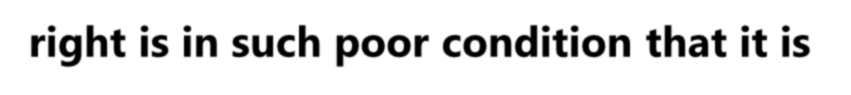 right is in such poor condition that it is